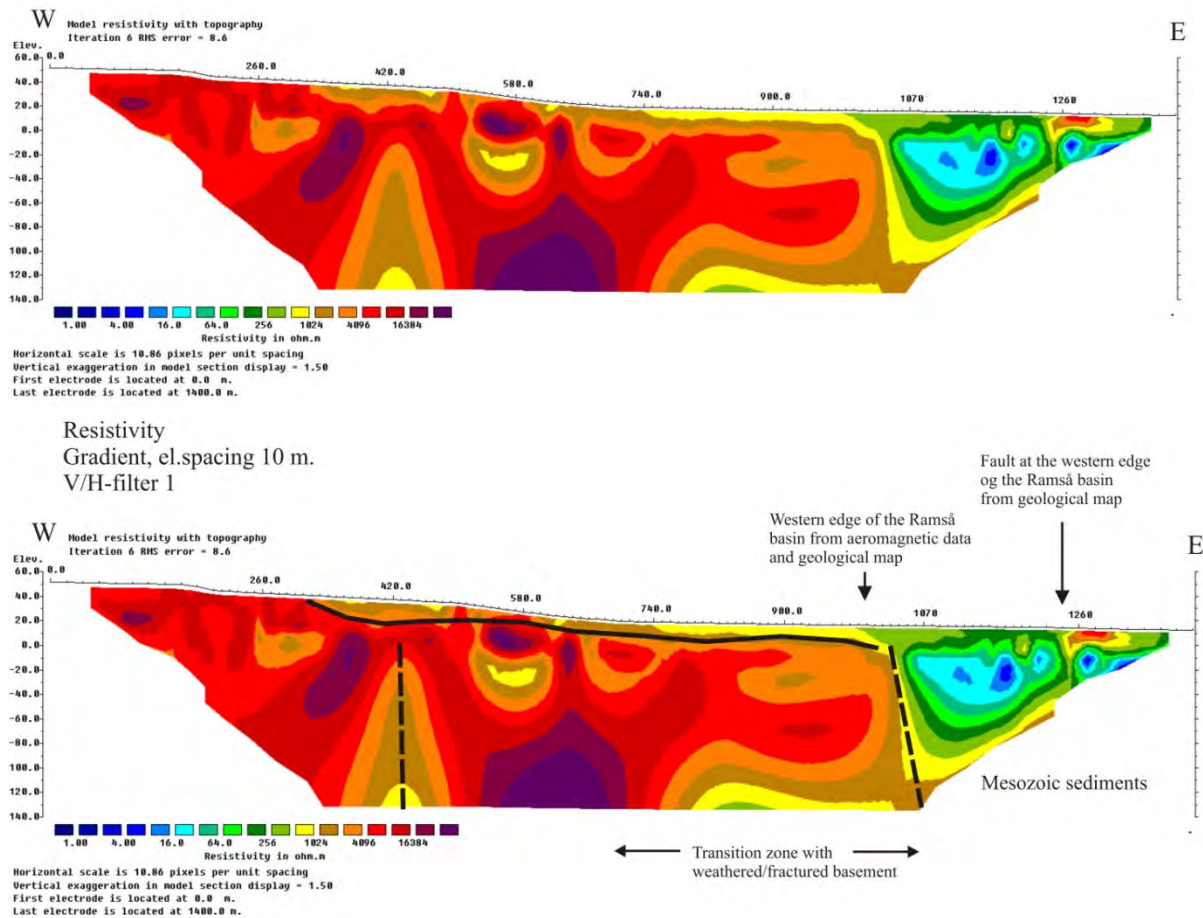 W
Model resistivity with topography
Iteration 6 RMS error = 8.6
E
Elev.
60.0
40.0
20.0
0.0
-20.0
-40.0
-60.0
80.0
100.0
120.0
140.0
0.0 260.0 420.0 580.0 740.0 900.0 1070 1260
1.00 4.00 16.0 64.0 256 1024 4096 16384
Resistivity in ohm.m
Horizontal scale is 10.86 pixels per unit spacing
Vertical exaggeration in model section display = 1.50
First electrode is located at 0.0 m.
Last electrode is located at 1400.0 m.
Resistivity
Gradient, el.spacing 10 m.
V/H-filter 1
Fault at the western edge
og the Ramså basin
from geological map
Western edge of the Ramså
basin from aeromagnetic data
and geological map
W
Model resistivity with topography
Iteration 6 RMS error = 8.6
E
Elev.
60.0
40.0
20.0
0.0
-20.0
-40.0
-60.0
-80.0
100.0
120.0
140.0
0.0 260.0 420.0 580.0 740.0 900.0 1070 1260
Mesozoic sediments
1.00 4.00 16.0 64.0 256 1024 4096 16384
Resistivity in ohm.m
Transition zone with
weathered/fractured basement
Horizontal scale is 10.86 pixels per unit spacing
Vertical exaggeration in model section display = 1.50
First electrode is located at 0.0 m.
Last electrode is located at 1400.0 m.